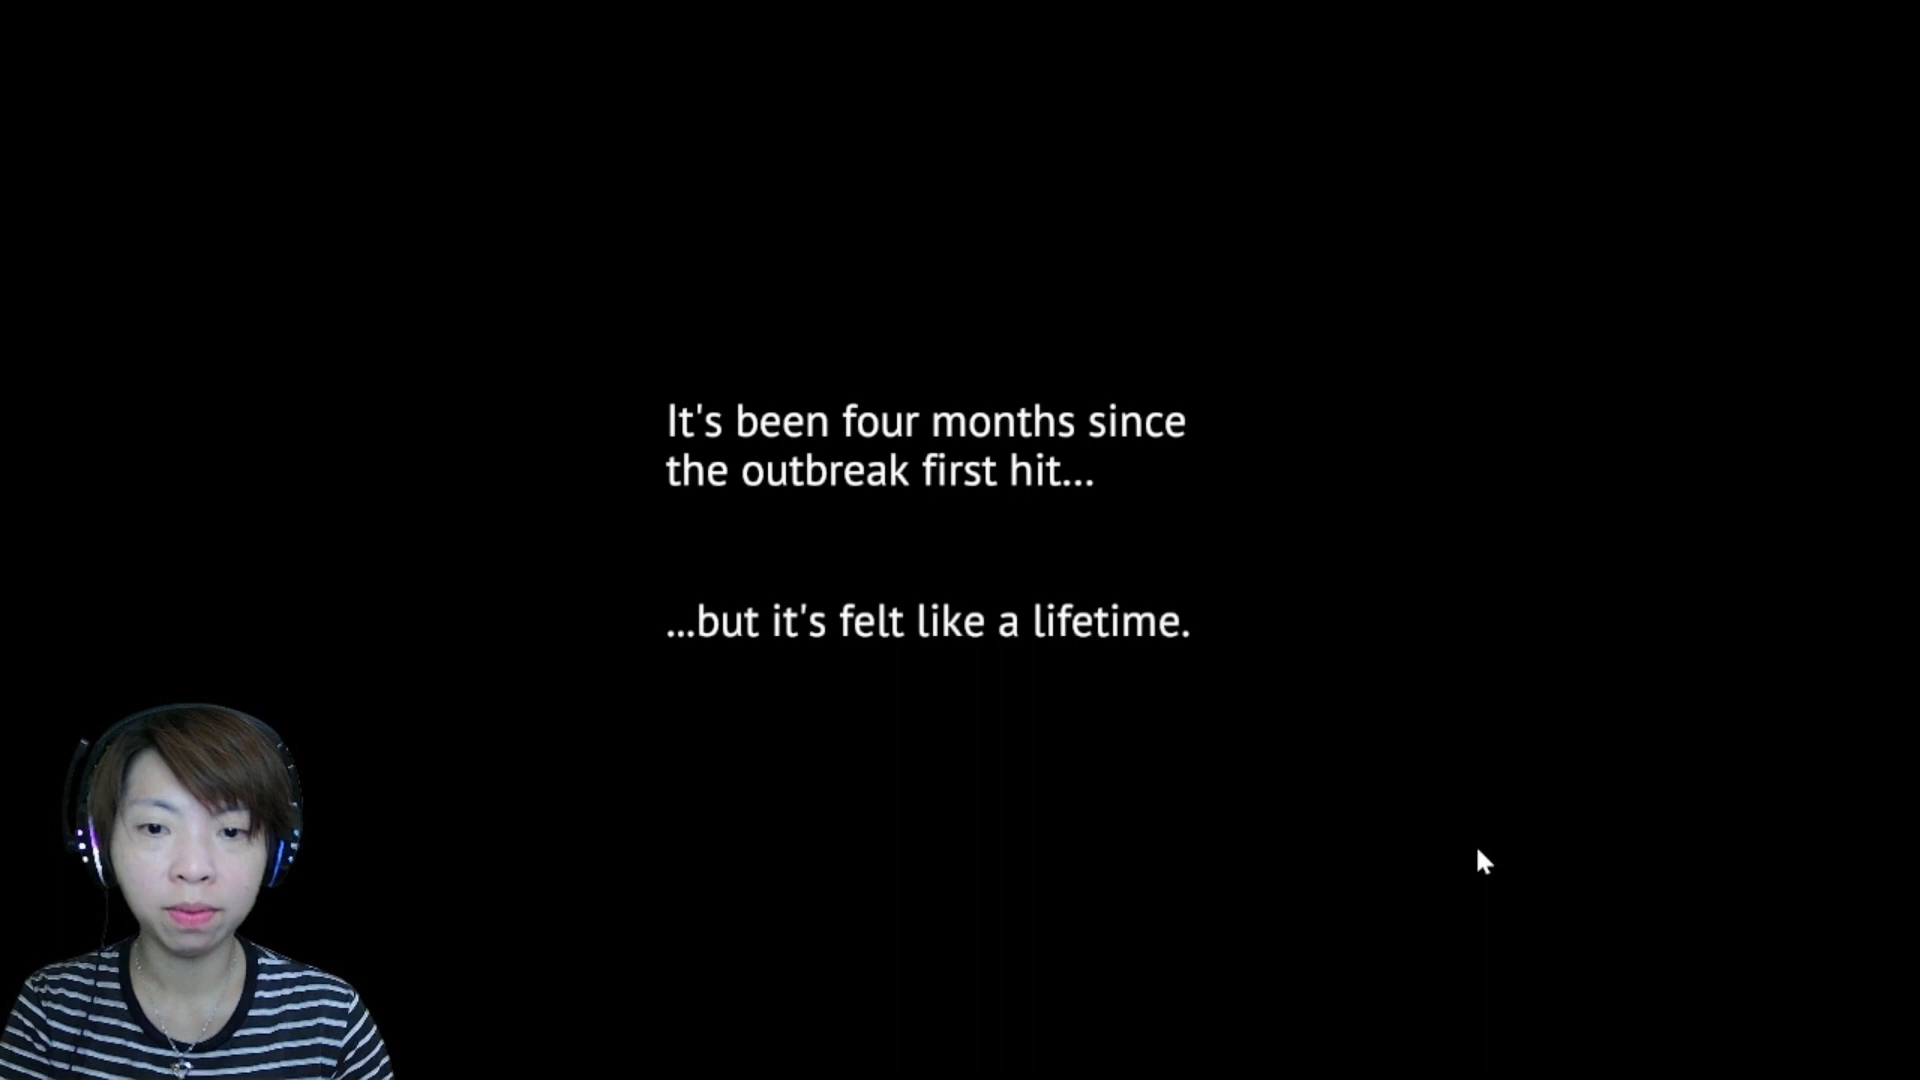 It's been four months since
the outbreak first hit...
...but it's felt like a lifetime.